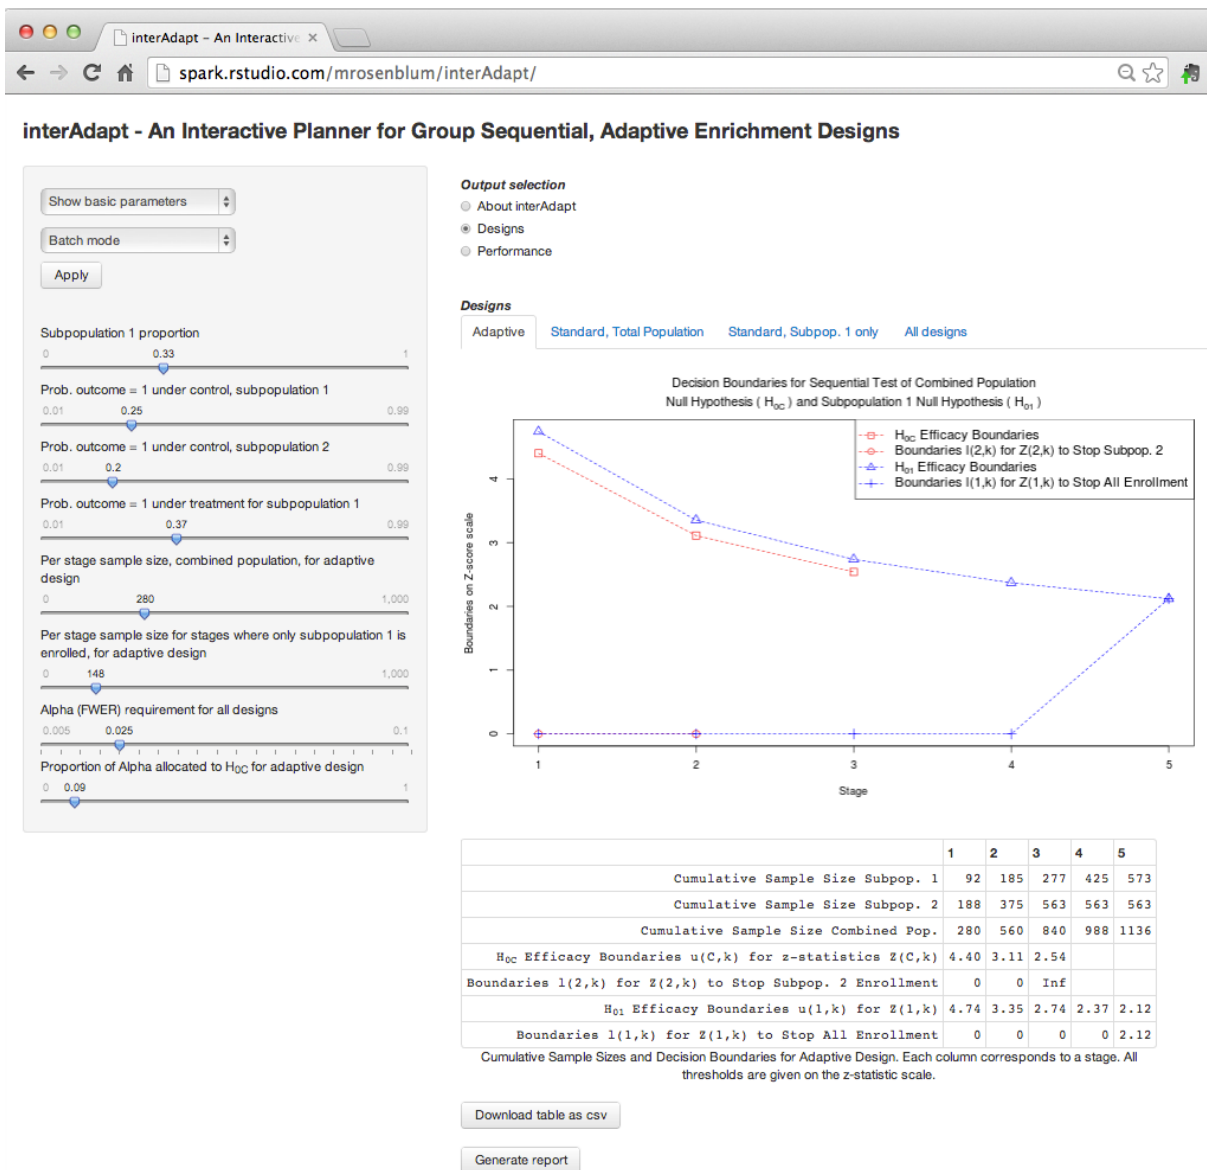 interAdapt – An Interactive
spark.rstudio.com/mrosenblum/interAdapt/
interAdapt - An Interactive Planner for Group Sequential, Adaptive Enrichment Designs
Show basic parameters
Batch mode
Apply
Subpopulation 1 proportion
0 0.33 1
Prob. outcome = 1 under control, subpopulation 1
0.01 0.25 0.99
Prob. outcome = 1 under control, subpopulation 2
0.01 0.2 0.99
Prob. outcome = 1 under treatment for subpopulation 1
0.01 0.37 0.99
Per stage sample size, combined population, for adaptive
design
0 280 1,000
Per stage sample size for stages where only subpopulation 1 is
enrolled, for adaptive design
0 148 1,000
Alpha (FWER) requirement for all designs
0.005 0.025 0.1
Proportion of Alpha allocated to H0C for adaptive design
0 0.09 1
Output selection
About interAdapt
Designs
Performance
Designs
Adaptive Standard, Total Population Standard, Subpop. 1 only All designs
Decision Boundaries for Sequential Test of Combined Population
Null Hypothesis ( H0C ) and Subpopulation 1 Null Hypothesis ( H01 )
H0C Efficacy Boundaries
Boundaries l(2,k) for Z(2,k) to Stop Subpop. 2
H01 Efficacy Boundaries
Boundaries l(1,k) for Z(1,k) to Stop All Enrollment
Boundaries on Z-score scale
4
3
2
1
0
1 2 3 4 5
Stage
1 2 3 4 5
Cumulative Sample Size Subpop. 1 92 185 277 425 573
Cumulative Sample Size Subpop. 2 188 375 563 563 563
Cumulative Sample Size Combined Pop. 280 560 840 988 1136
H0C Efficacy Boundaries u(C,k) for z-statistics Z(C,k) 4.40 3.11 2.54
Boundaries l(2,k) for Z(2,k) to Stop Subpop. 2 Enrollment 0 0 Inf
H01 Efficacy Boundaries u(1,k) for Z(1,k) 4.74 3.35 2.74 2.37 2.12
Boundaries l(1,k) for Z(1,k) to Stop All Enrollment 0 0 0 0 2.12
Cumulative Sample Sizes and Decision Boundaries for Adaptive Design. Each column corresponds to a stage. All
thresholds are given on the z-statistic scale.
Download table as csv
Generate report